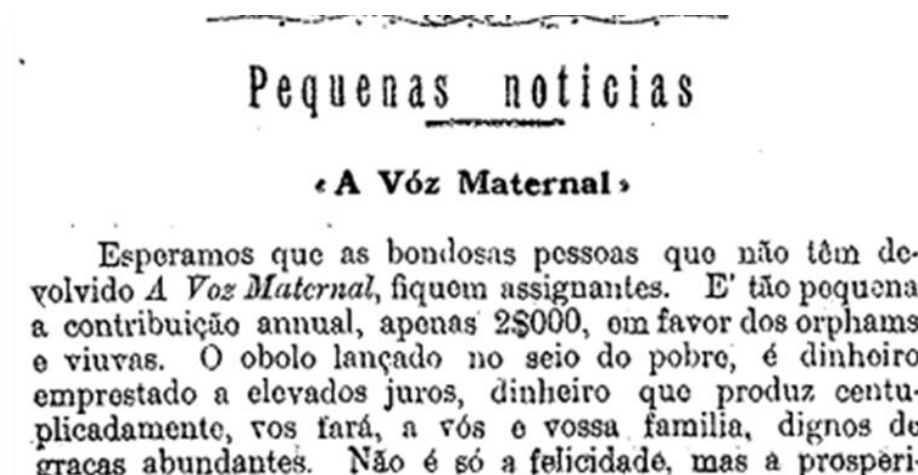 Pequenas noticias
«A Vóz Maternal»
Esperamos que as bondosas pessoas que não têm de-
volvido A Voz Maternal, fiquem assignantes. E' tão pequena
a contribuição annual, apenas 2$000, em favor dos orphams
e viuvas. O obolo lançado no seio do pobre, é dinheiro
emprestado a elevados juros, dinheiro que produz centu-
plicadamente, vos fará, a vós e vossa familia, dignos de
graças abundantes. Não é só a felicidade, mas a prosperi-